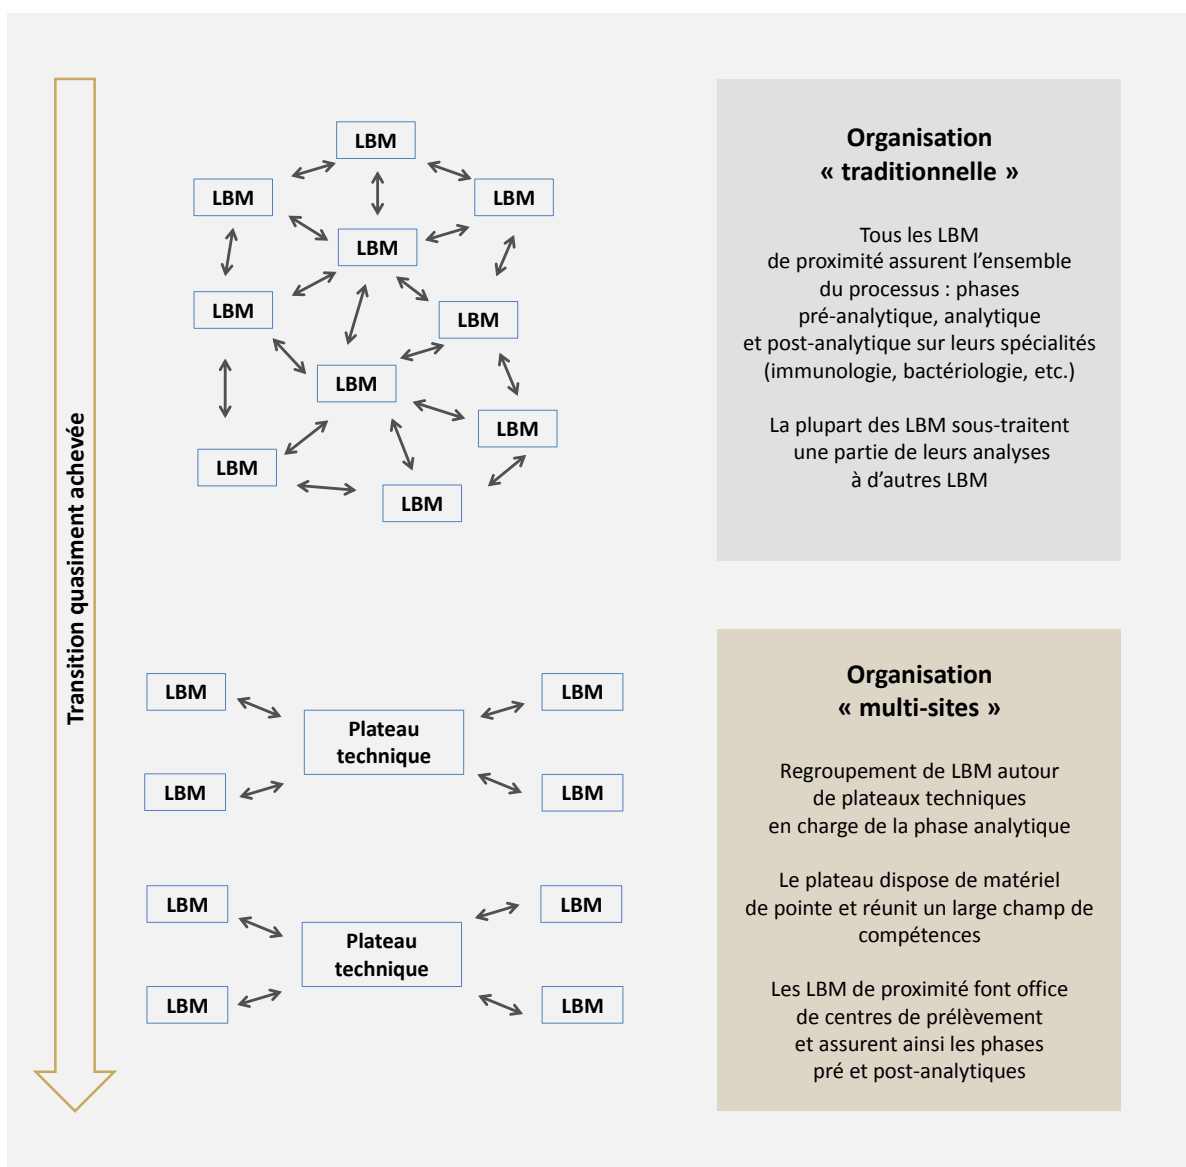 Transition quasiment achevée
LBM
LBM
LBM
LBM
LBM
LBM
LBM
LBM
LBM
LBM
Organisation
« traditionnelle »
Tous les LBM
de proximité assurent l’ensemble
du processus : phases
pré-analytique, analytique
et post-analytique sur leurs spécialités
(immunologie, bactériologie, etc.)
La plupart des LBM sous-traitent
une partie de leurs analyses
à d’autres LBM
LBM
LBM
Plateau
technique
LBM
LBM
LBM
LBM
Plateau
technique
LBM
LBM
Organisation
« multi-sites »
Regroupement de LBM autour
de plateaux techniques
en charge de la phase analytique
Le plateau dispose de matériel
de pointe et réunit un large champ de
compétences
Les LBM de proximité font office
de centres de prélèvement
et assurent ainsi les phases
pré et post-analytiques